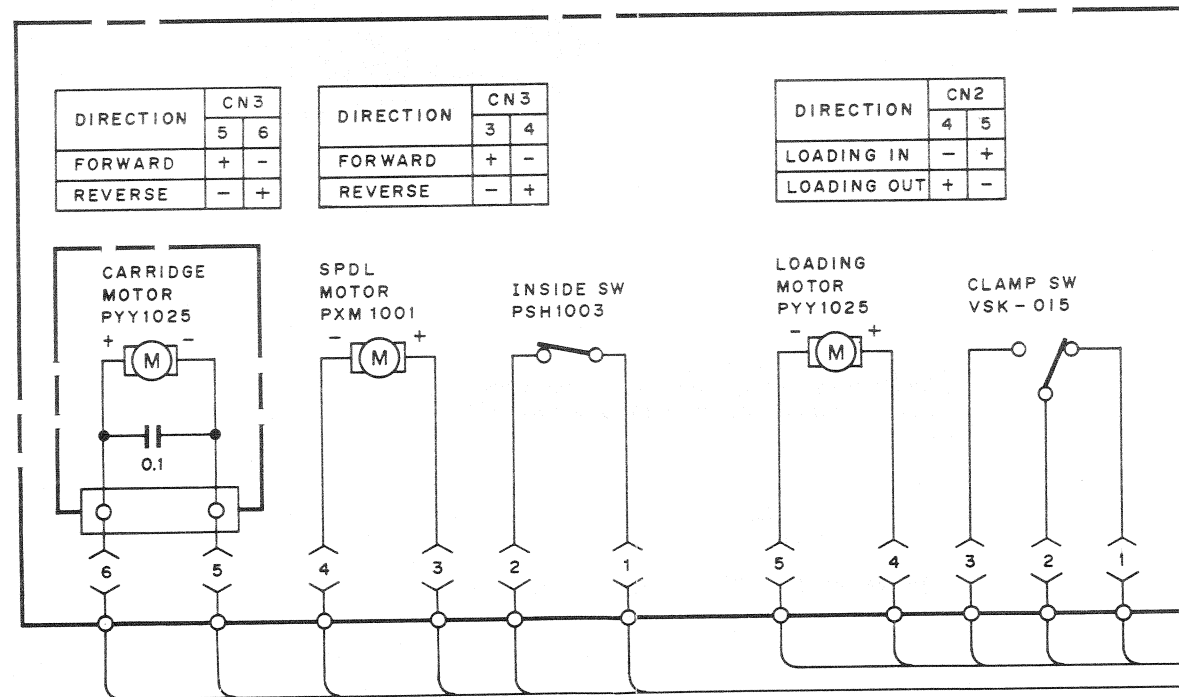 DIRECTION CN3
5 6
FORWARD + −
REVERSE − +
DIRECTION CN3
3 4
FORWARD + −
REVERSE − +
DIRECTION CN2
4 5
LOADING IN − +
LOADING OUT + −
CARRIDGE
MOTOR
PYY1025
+ −
M
0.1
SPDL
MOTOR
PXM1001
− +
M
INSIDE SW
PSH1003
LOADING
MOTOR
PYY1025
− +
M
CLAMP SW
VSK-015
6 5 4 3 2 1 5 4 3 2 1